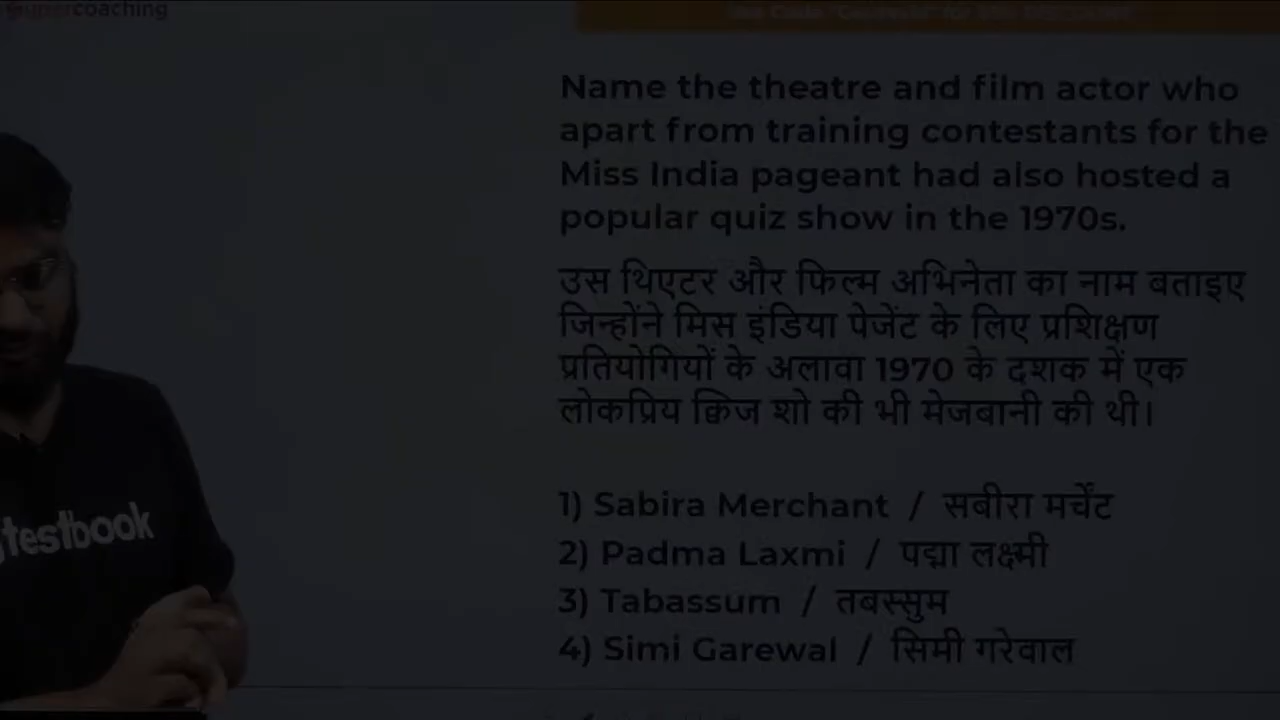 Supercoaching
Name the theatre and film actor who
apart from training contestants for the
Miss India pageant had also hosted a
popular quiz show in the 1970s.
उस थिएटर और फिल्म अभिनेता का नाम बताइए
जिन्होंने मिस इंडिया पेजेंट के लिए प्रशिक्षण
प्रतियोगियों के अलावा 1970 के दशक में एक
लोकप्रिय क्विज शो की भी मेजबानी की थी।
1) Sabira Merchant / सबीरा मर्चेंट
2) Padma Laxmi / पद्मा लक्ष्मी
3) Tabassum / तबस्सुम
4) Simi Garewal / सिमी गरेवाल
testbook